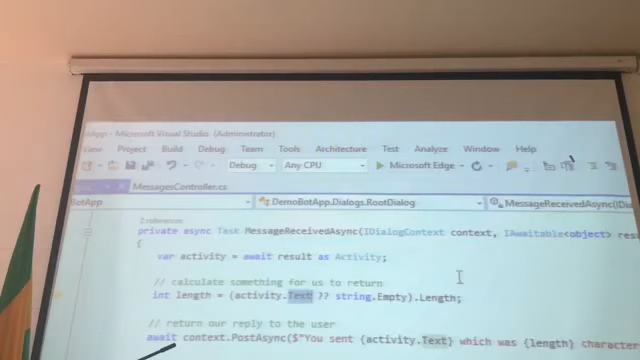 App - Microsoft Visual Studio (Administrator)
View Project Build Debug Team Tools Architecture Test Analyze Window Help
Debug Any CPU Microsoft Edge
MessagesController.cs
BotApp DemoBotApp.Dialogs.RootDialog MessageReceivedAsync(IDia
2 references
private async Task MessageReceivedAsync(IDialogContext context, IAwaitable<object> res
{
var activity = await result as Activity;
// calculate something for us to return
int length = (activity.Text ?? string.Empty).Length;
// return our reply to the user
await context.PostAsync($"You sent {activity.Text} which was {length} character